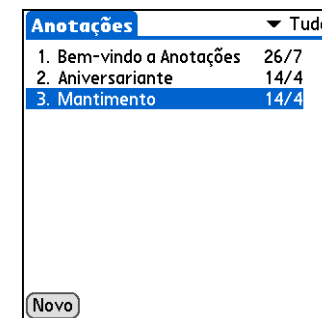 Anotações Tudo
1. Bem-vindo a Anotações 26/7
2. Aniversariante 14/4
3. Mantimento 14/4
Novo